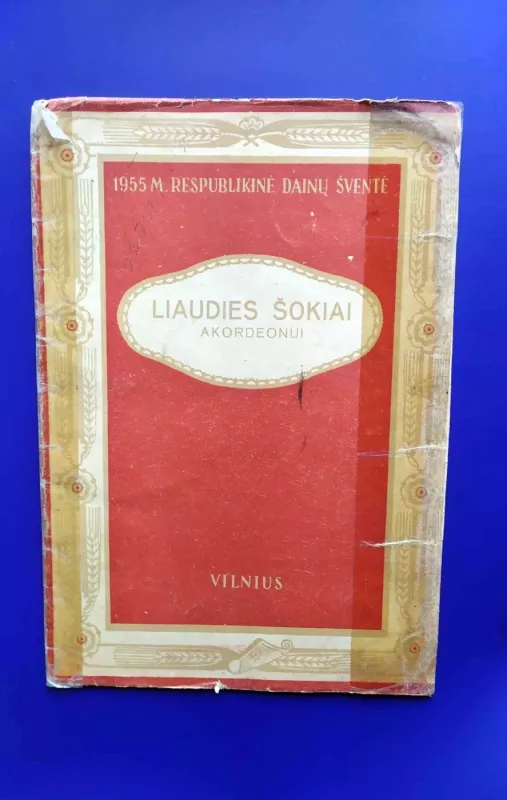 1955 M. RESPUBLIKINĖ DAINŲ ŠVENTĖ
LIAUDIES ŠOKIAI
AKORDEONUI
VILNIUS